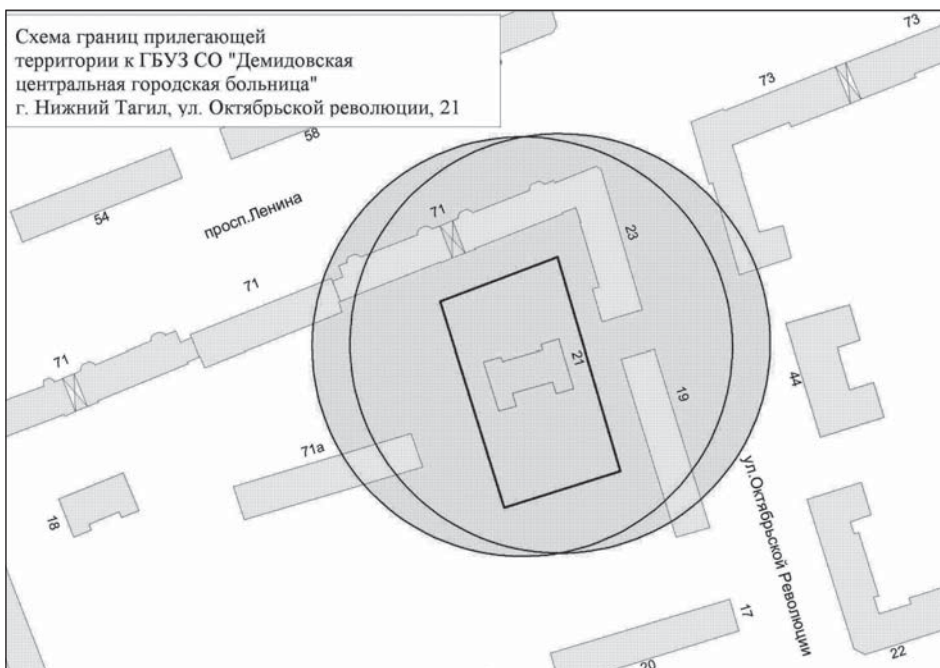 Схема границ прилегающей
территории к ГБУЗ СО "Демидовская
центральная городская больница"
г. Нижний Тагил, ул. Октябрьской революции, 21
73
73
58
54
просп.Ленина
71
23
71
71
21
19
44
71а
18
ул.Октябрьской Революции
17
20
22